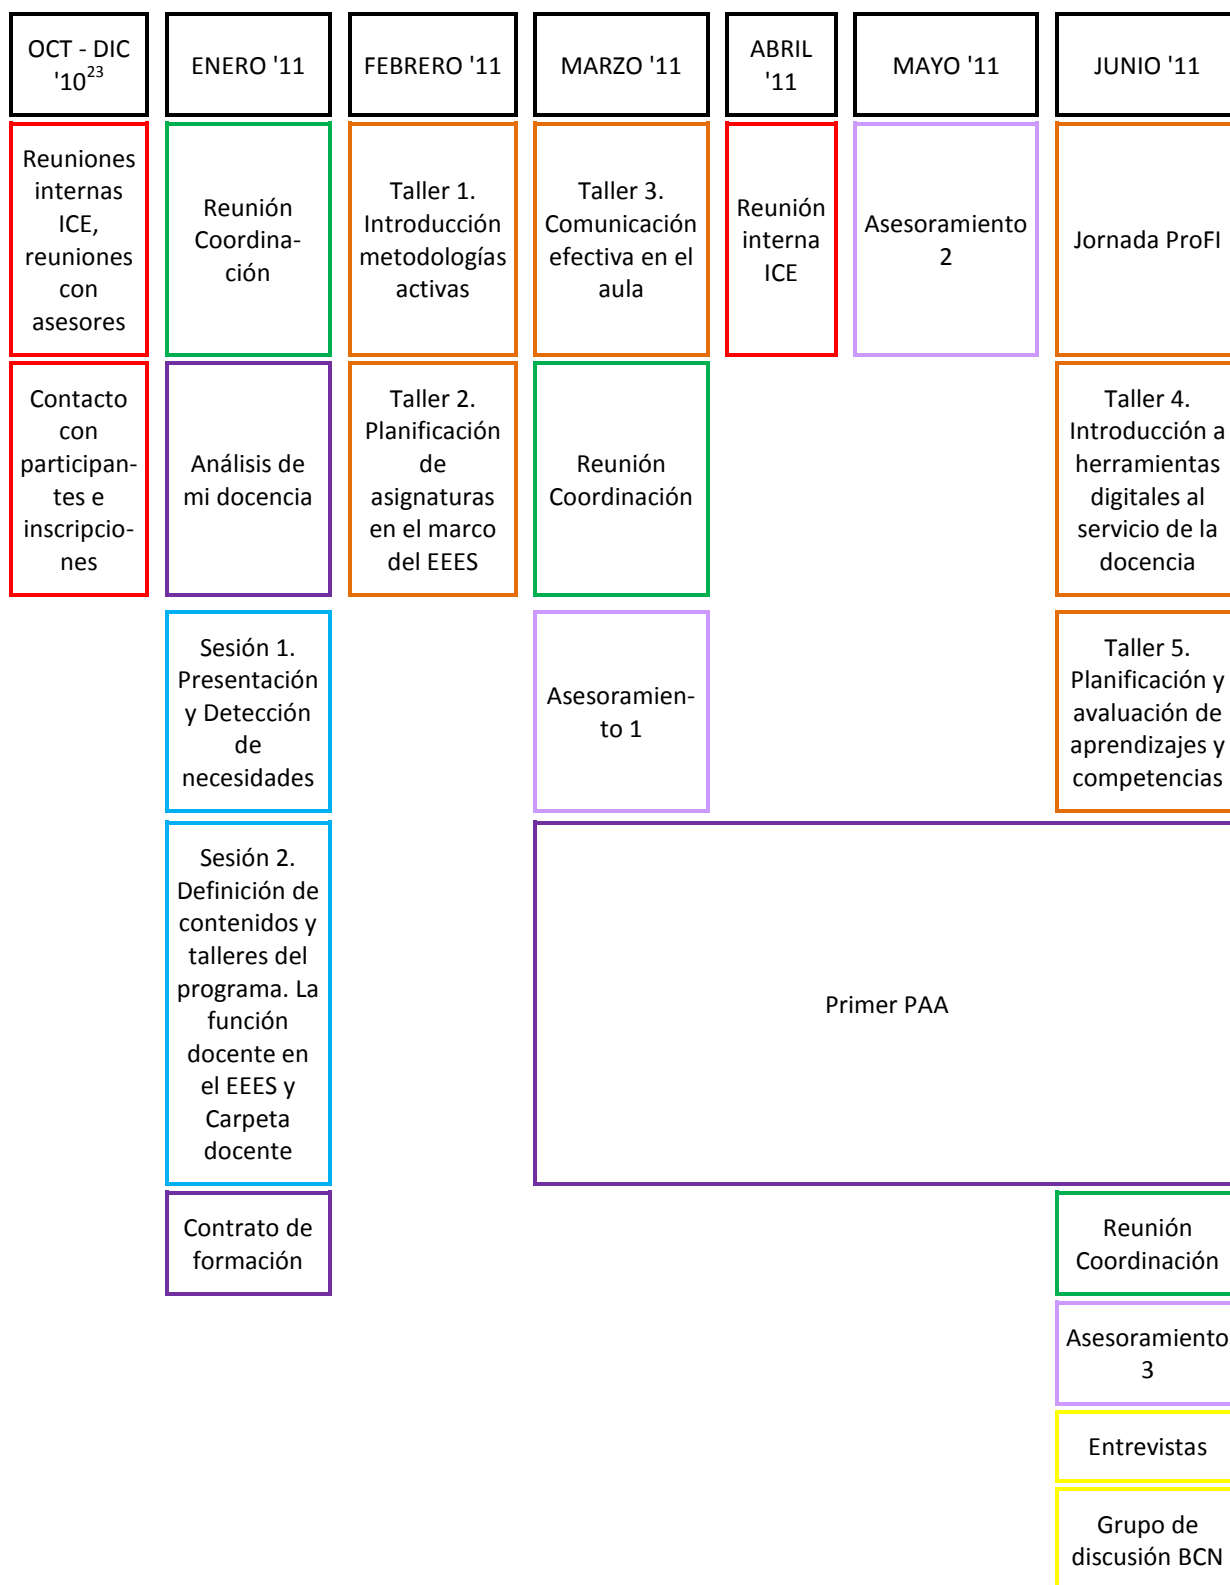 OCT - DIC
'10²³
ENERO '11
FEBRERO '11
MARZO '11
ABRIL
'11
MAYO '11
JUNIO '11
Reuniones
internas
ICE,
reuniones
con
asesores
Reunión
Coordina-
ción
Taller 1.
Introducción
metodologías
activas
Taller 3.
Comunicación
efectiva en el
aula
Reunión
interna
ICE
Asesoramiento
2
Jornada ProFI
Contacto
con
participan-
tes e
inscripcio-
nes
Análisis de
mi docencia
Taller 2.
Planificación
de
asignaturas
en el marco
del EEES
Reunión
Coordinación
Taller 4.
Introducción a
herramientas
digitales al
servicio de la
docencia
Sesión 1.
Presentación
y Detección
de
necesidades
Asesoramien-
to 1
Taller 5.
Planificación y
avaluación de
aprendizajes y
competencias
Sesión 2.
Definición de
contenidos y
talleres del
programa. La
función
docente en
el EEES y
Carpeta
docente
Primer PAA
Contrato de
formación
Reunión
Coordinación
Asesoramiento
3
Entrevistas
Grupo de
discusión BCN